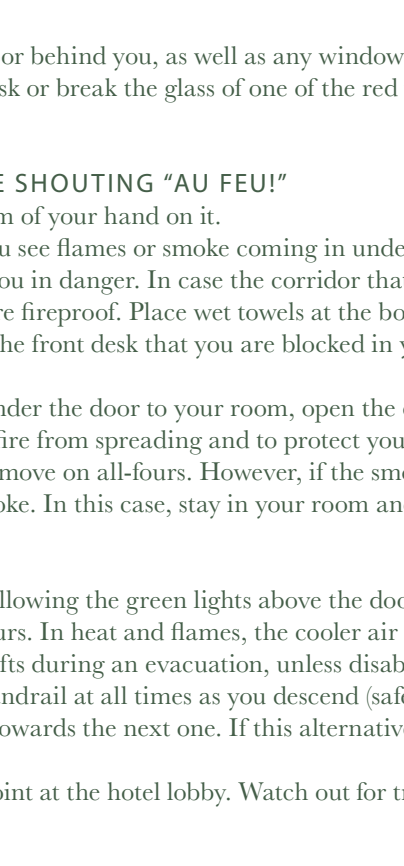 or behind you, as well as any window
sk or break the glass of one of the red
E SHOUTING “AU FEU!”
m of your hand on it.
u see flames or smoke coming in unde
ou in danger. In case the corridor tha
re fireproof. Place wet towels at the bo
he front desk that you are blocked in y
nder the door to your room, open the
fire from spreading and to protect you
move on all-fours. However, if the smo
oke. In this case, stay in your room an
llowing the green lights above the doo
urs. In heat and flames, the cooler air
fts during an evacuation, unless disab
endrail at all times as you descend (safe
owards the next one. If this alternative
oint at the hotel lobby. Watch out for tr